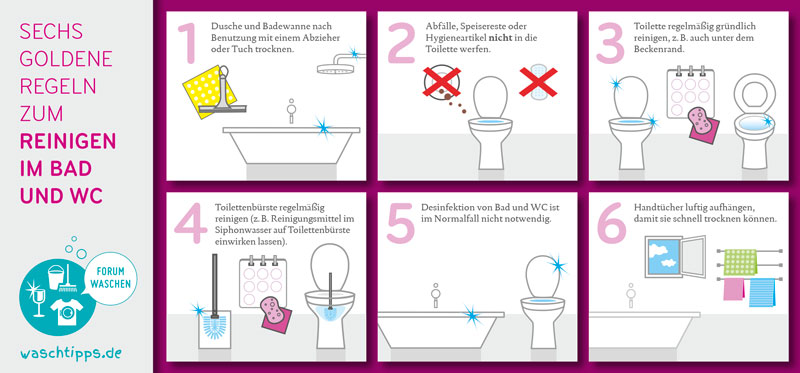 SECHS
GOLDENE
REGELN
ZUM
REINIGEN
IM BAD
UND WC
FORUM
WASCHEN
waschtipps.de
1
Dusche und Badewanne nach
Benutzung mit einem Abzieher
oder Tuch trocknen.
2
Abfälle, Speisereste oder
Hygieneartikel nicht in die
Toilette werfen.
3
Toilette regelmäßig gründlich
reinigen, z. B. auch unter dem
Beckenrand.
4
Toilettenbürste regelmäßig
reinigen (z. B. Reinigungsmittel im
Siphonwasser auf Toilettenbürste
einwirken lassen).
5
Desinfektion von Bad und WC ist
im Normalfall nicht notwendig.
6
Handtücher luftig aufhängen,
damit sie schnell trocknen können.